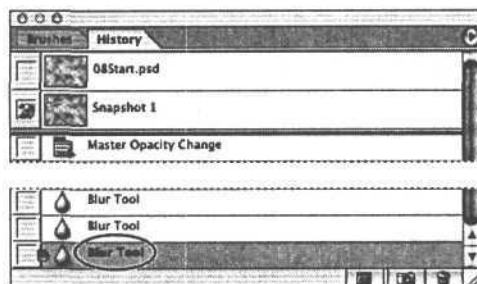 Brushes History
08Start.psd
Snapshot 1
Master Opacity Change
Blur Tool
Blur Tool
Blur Tool